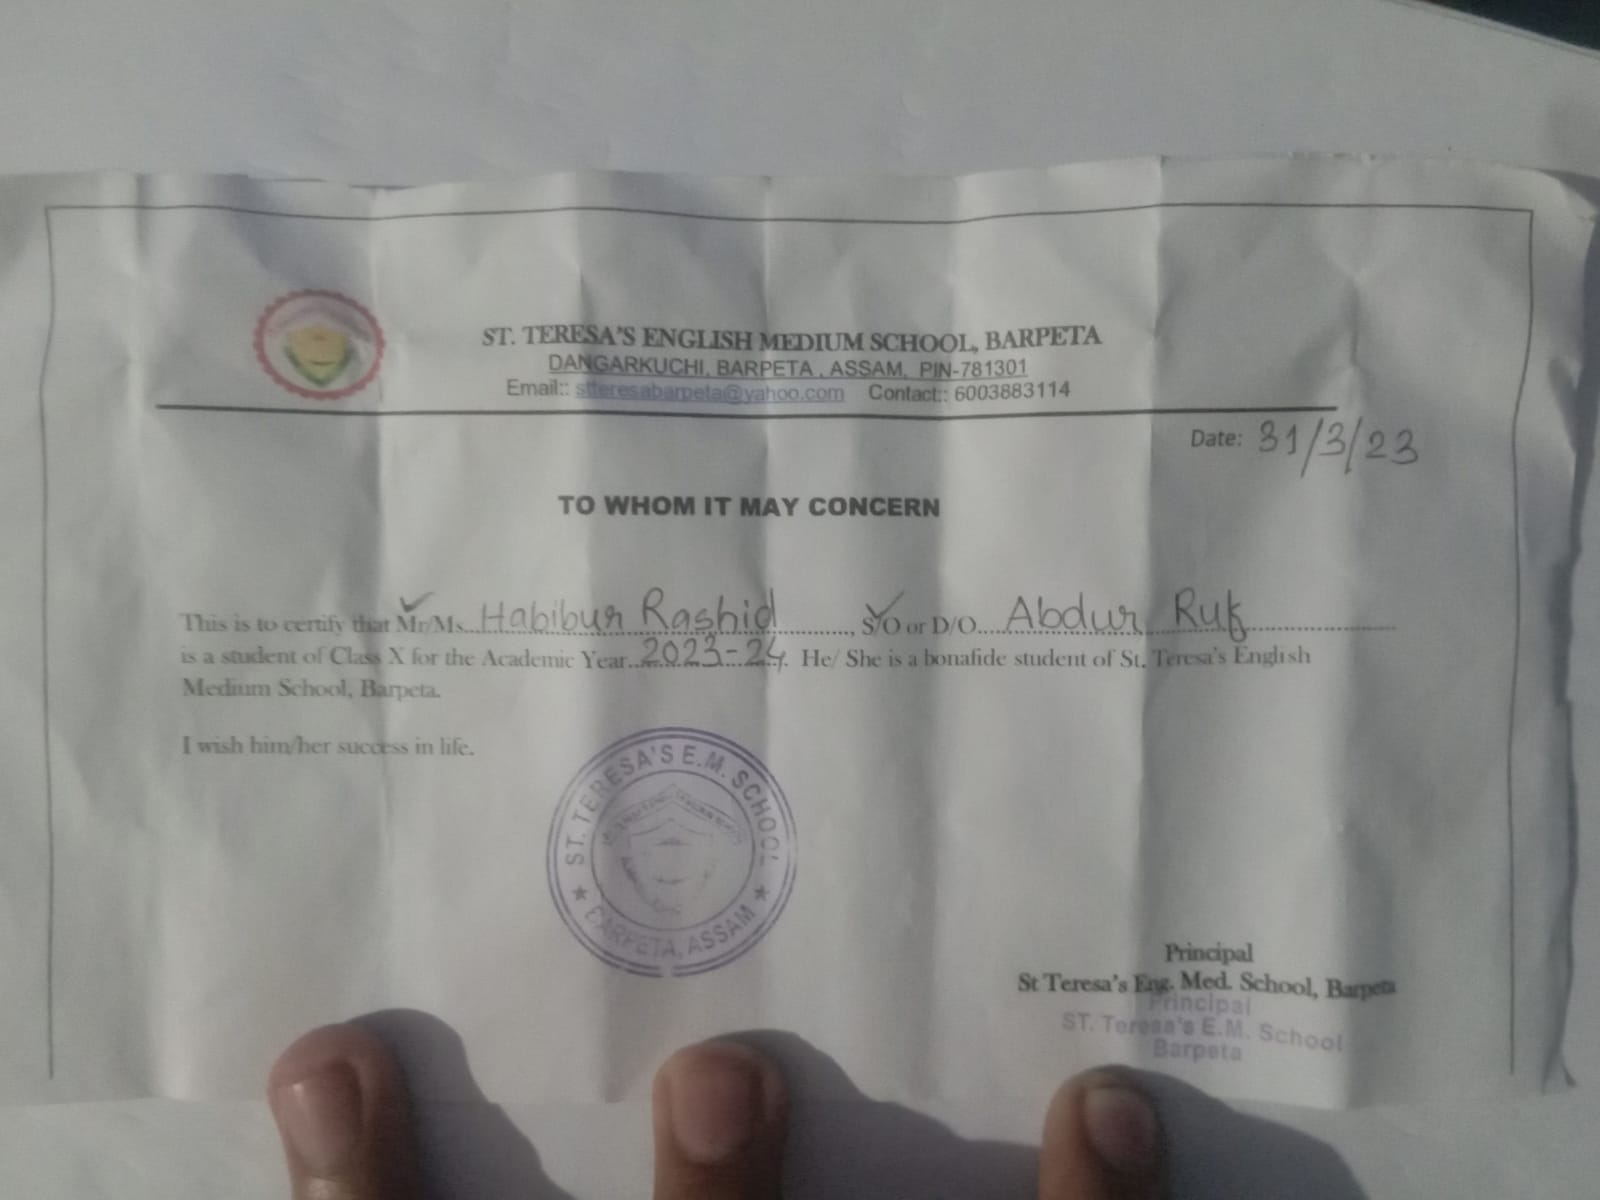 ST. TERESA'S ENGLISH MEDIUM SCHOOL, BARPETA
DANGARKUCHI, BARPETA , ASSAM, PIN-781301
Email:: stteresabarpeta@yahoo.com Contact:: 6003883114
Date: 31/3/23
TO WHOM IT MAY CONCERN
This is to certify that Mr/Ms..Habibur Rashid............, S/O or D/O....Abdur Ruf..................
is a student of Class X for the Academic Year..2023-24. He/ She is a bonafide student of St. Teresa's English
Medium School, Barpeta.
I wish him/her success in life.
ST. TERESA'S E.M. SCHOOL
★ BARPETA, ASSAM ★
Principal
St Teresa's Eng. Med. School, Barpeta
Principal
ST. Teresa's E.M. School
Barpeta